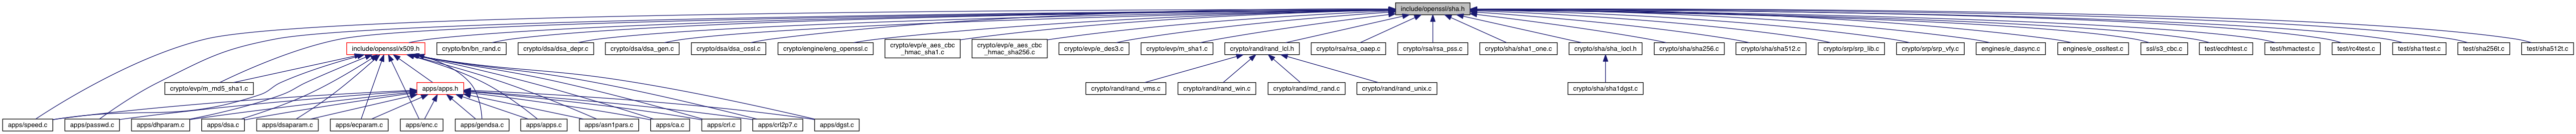 include/openssl/sha.h
include/openssl/x509.h
crypto/bn/bn_rand.c
crypto/dsa/dsa_depr.c
crypto/dsa/dsa_gen.c
crypto/dsa/dsa_ossl.c
crypto/engine/eng_openssl.c
crypto/evp/e_aes_cbc
_hmac_sha1.c
crypto/evp/e_aes_cbc
_hmac_sha256.c
crypto/evp/e_des3.c
crypto/evp/m_sha1.c
crypto/rand/rand_lcl.h
crypto/rsa/rsa_oaep.c
crypto/rsa/rsa_pss.c
crypto/sha/sha1_one.c
crypto/sha/sha_locl.h
crypto/sha/sha256.c
crypto/sha/sha512.c
crypto/srp/srp_lib.c
crypto/srp/srp_vfy.c
engines/e_dasync.c
engines/e_ossltest.c
ssl/s3_cbc.c
test/ecdhtest.c
test/hmactest.c
test/rc4test.c
test/sha1test.c
test/sha256t.c
test/sha512t.c
crypto/evp/m_md5_sha1.c
apps/apps.h
crypto/rand/rand_vms.c
crypto/rand/rand_win.c
crypto/rand/md_rand.c
crypto/rand/rand_unix.c
crypto/sha/sha1dgst.c
apps/speed.c
apps/passwd.c
apps/dhparam.c
apps/dsa.c
apps/dsaparam.c
apps/ecparam.c
apps/enc.c
apps/gendsa.c
apps/apps.c
apps/asn1pars.c
apps/ca.c
apps/crl.c
apps/crl2p7.c
apps/dgst.c